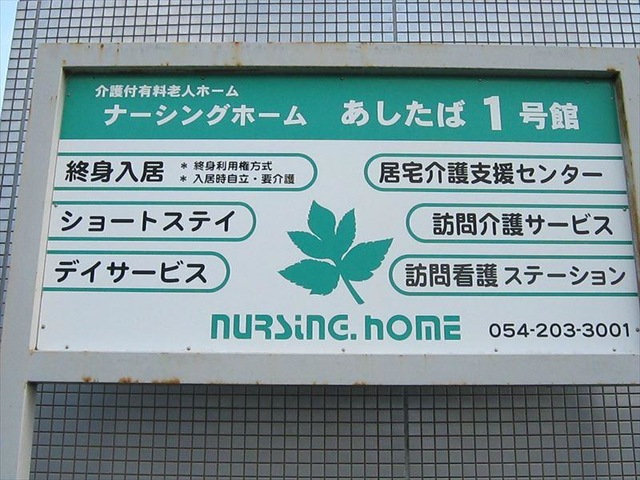 介護付有料老人ホーム
ナーシングホーム あしたば 1号館
終身入居
＊終身利用権方式
＊入居時自立・要介護
居宅介護支援センター
ショートステイ
訪問介護サービス
デイサービス
訪問看護ステーション
NURSING.HOME
054-203-3001